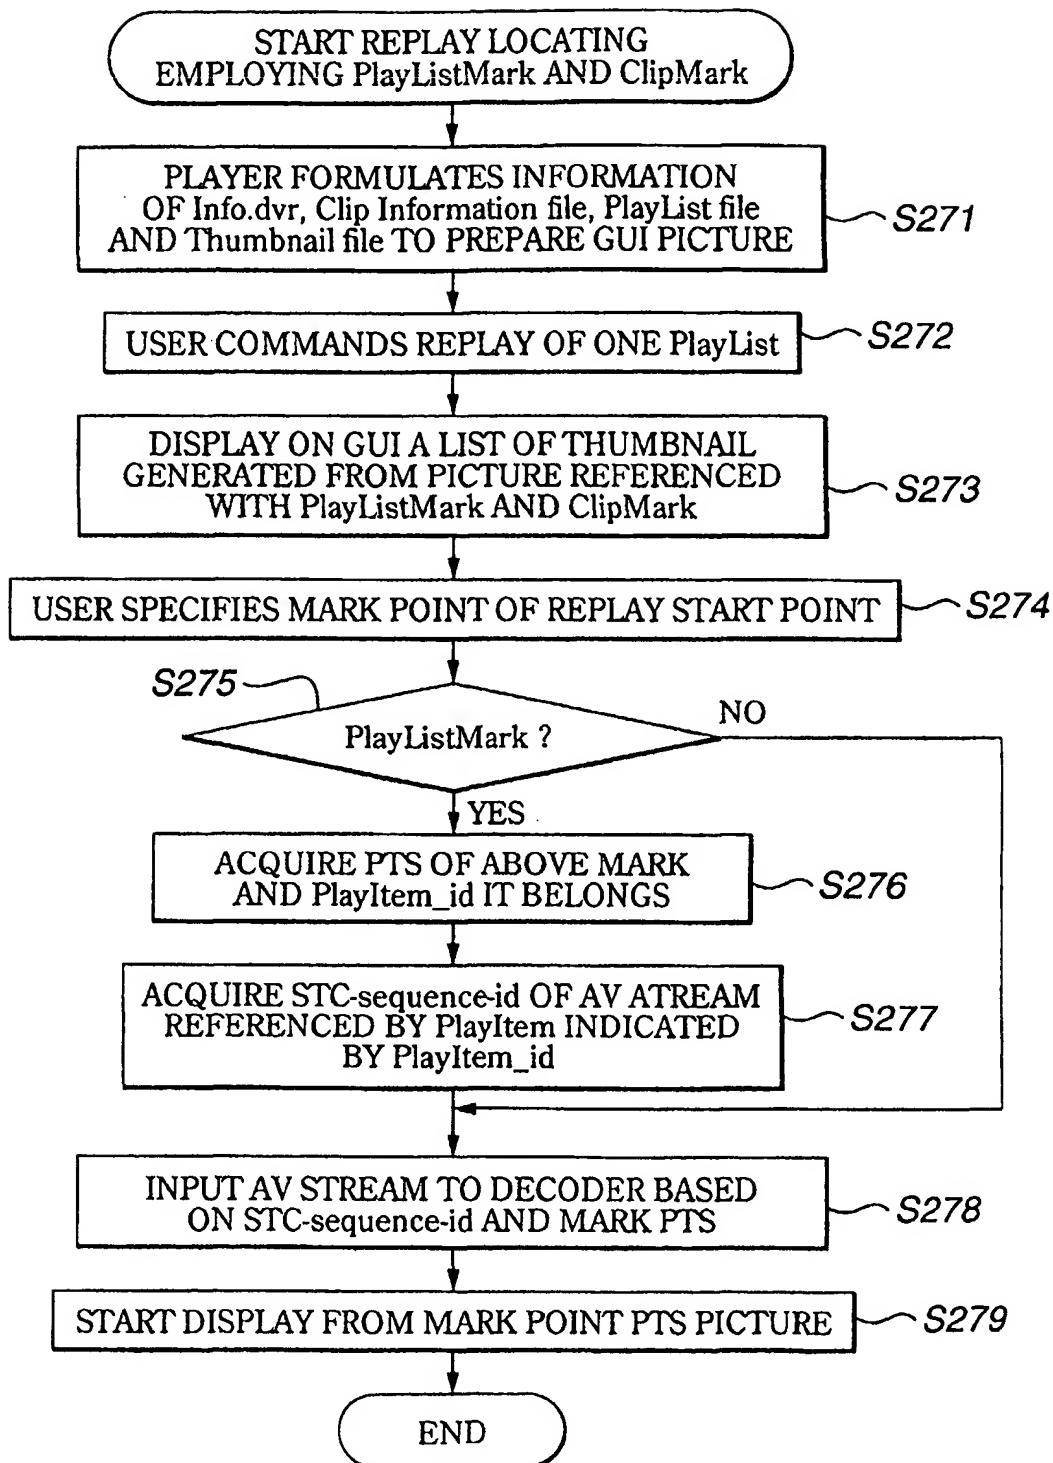 START REPLAY LOCATING
EMPLOYING PlayListMark AND ClipMark
PLAYER FORMULATES INFORMATION
OF Info.dvr, Clip Information file, PlayList file
AND Thumbnail file TO PREPARE GUI PICTURE
S271
USER COMMANDS REPLAY OF ONE PlayList
S272
DISPLAY ON GUI A LIST OF THUMBNAIL
GENERATED FROM PICTURE REFERENCED
WITH PlayListMark AND ClipMark
S273
USER SPECIFIES MARK POINT OF REPLAY START POINT
S274
S275
PlayListMark ?
NO
YES
ACQUIRE PTS OF ABOVE MARK
AND PlayItem_id IT BELONGS
S276
ACQUIRE STC-sequence-id OF AV ATREAM
REFERENCED BY PlayItem INDICATED
BY PlayItem_id
S277
INPUT AV STREAM TO DECODER BASED
ON STC-sequence-id AND MARK PTS
S278
START DISPLAY FROM MARK POINT PTS PICTURE
S279
END